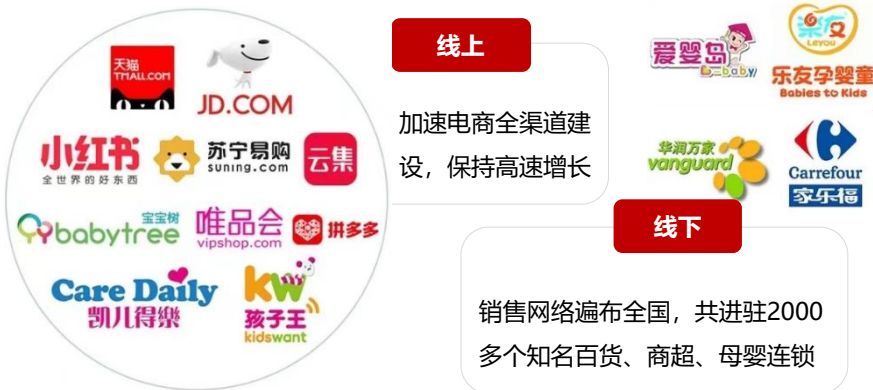 天猫
TMALL.COM
JD.COM
小红书
全世界的好东西
苏宁易购
suning.com
云集
宝宝树
babytree
唯品会
vipshop.com
拼多多
Care Daily
凯儿得樂
kw
孩子王
kidswant
线上
加速电商全渠道建
设，保持高速增长
爱婴岛
baby
乐友
LEYOU
乐友孕婴童
Babies to Kids
华润万家
vanguard
Carrefour
家乐福
线下
销售网络遍布全国，共进驻2000
多个知名百货、商超、母婴连锁